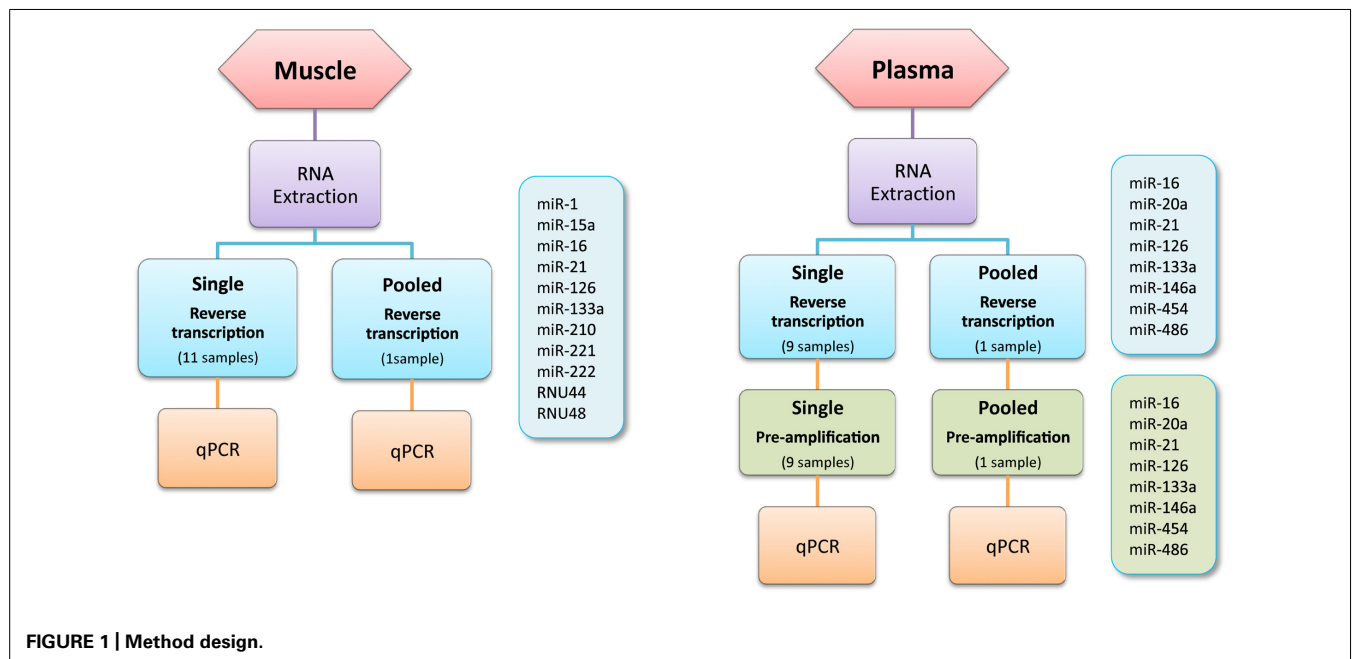 Muscle
RNA
Extraction
Single
Reverse
transcription
(11 samples)
Pooled
Reverse
transcription
(1sample)
qPCR
qPCR
miR-1
miR-15a
miR-16
miR-21
miR-126
miR-133a
miR-210
miR-221
miR-222
RNU44
RNU48
Plasma
RNA
Extraction
Single
Reverse
transcription
(9 samples)
Pooled
Reverse
transcription
(1 sample)
Single
Pre-amplification
(9 samples)
Pooled
Pre-amplification
(1 sample)
qPCR
qPCR
miR-16
miR-20a
miR-21
miR-126
miR-133a
miR-146a
miR-454
miR-486
miR-16
miR-20a
miR-21
miR-126
miR-133a
miR-146a
miR-454
miR-486
FIGURE 1 | Method design.